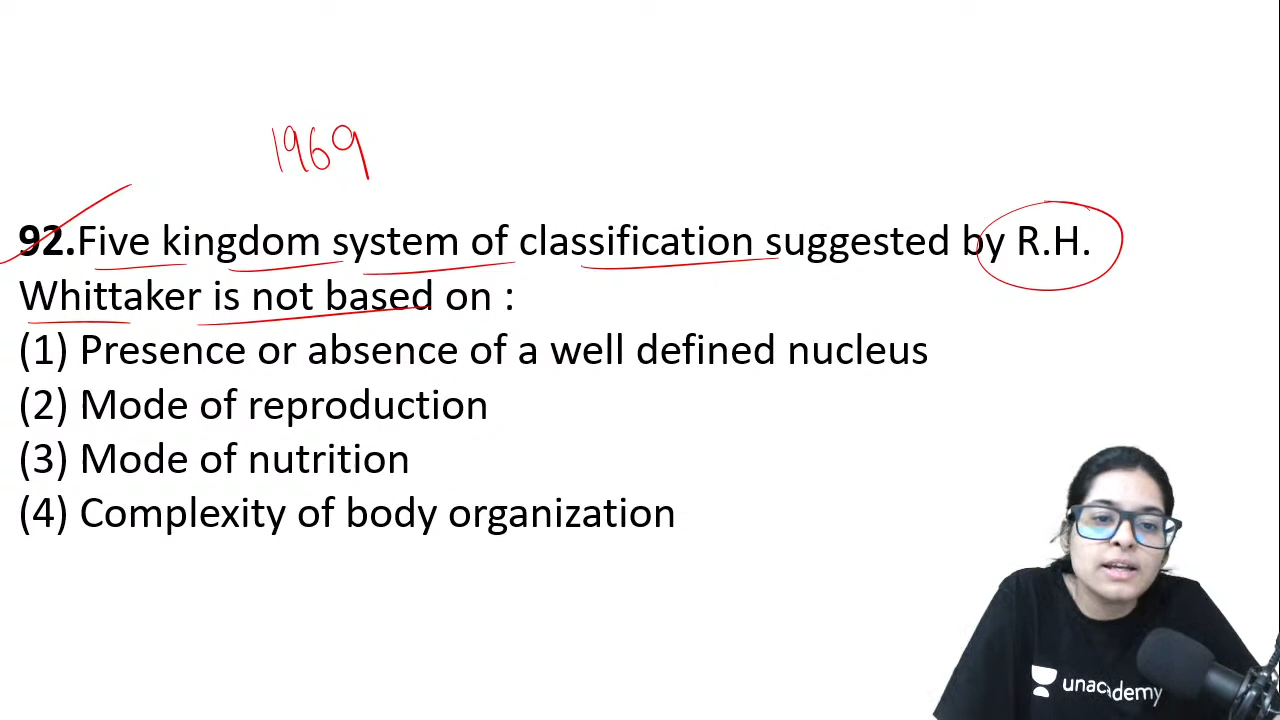 1969
92.Five kingdom system of classification suggested by R.H.
Whittaker is not based on :
(1) Presence or absence of a well defined nucleus
(2) Mode of reproduction
(3) Mode of nutrition
(4) Complexity of body organization
unacademy